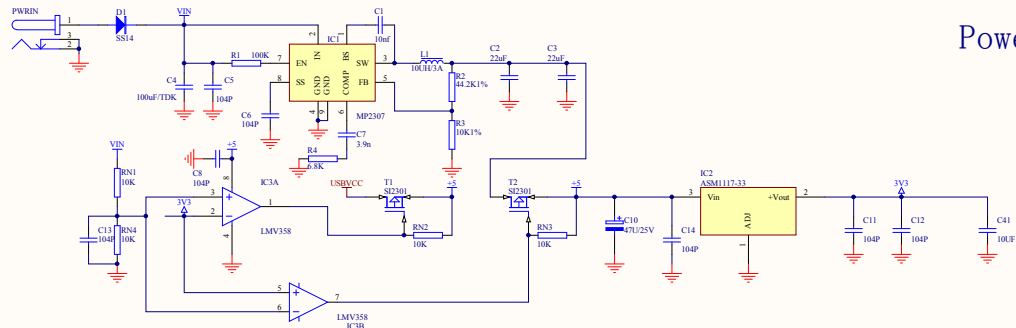 PWRIN
1
3
2
D1
SS14
VIN
Powe
C1
10nf
2
1
IC1
IN
BS
R1 100K
7
EN
SW
3
L1
10UH/3A
C2
22uF
C3
22uF
8
SS
FB
5
R2
44.2K1%
C4
100uF/TDK
C5
104P
GND
GND
COMP
4
9
6
MP2307
C6
104P
R3
10K1%
C7
3.9n
R4
6.8K
VIN
+5
RN1
10K
C8
104P
8
IC3A
3
2
1
4
LMV358
3V3
C13
104P
RN4
10K
USBVCC
T1
SI2301
+5
RN2
10K
T2
SI2301
+5
RN3
10K
C10
47U/25V
C14
104P
IC2
ASM1117-33
3
Vin
+Vout
2
ADJ
1
3V3
C11
104P
C12
104P
C41
10UF
5
6
7
LMV358
IC3B